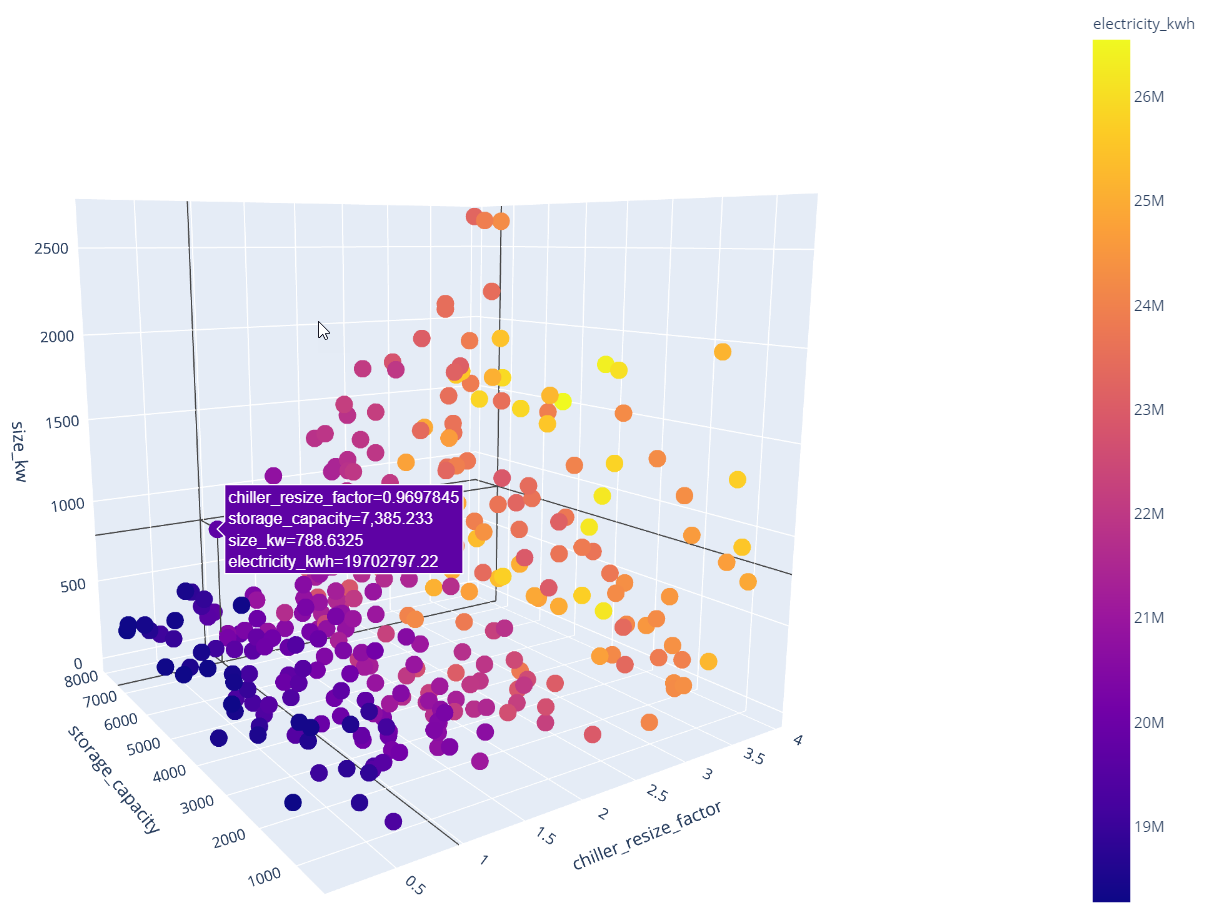 electricity_kwh
26M
25M
24M
23M
22M
21M
20M
19M
2500
2000
1500
1000
500
0
size_kw
chiller_resize_factor=0.9697845
storage_capacity=7,385.233
size_kw=788.6325
electricity_kwh=19702797.22
8000
7000
6000
5000
4000
3000
2000
1000
storage_capacity
0.5
1
1.5
2
2.5
3
3.5
4
chiller_resize_factor